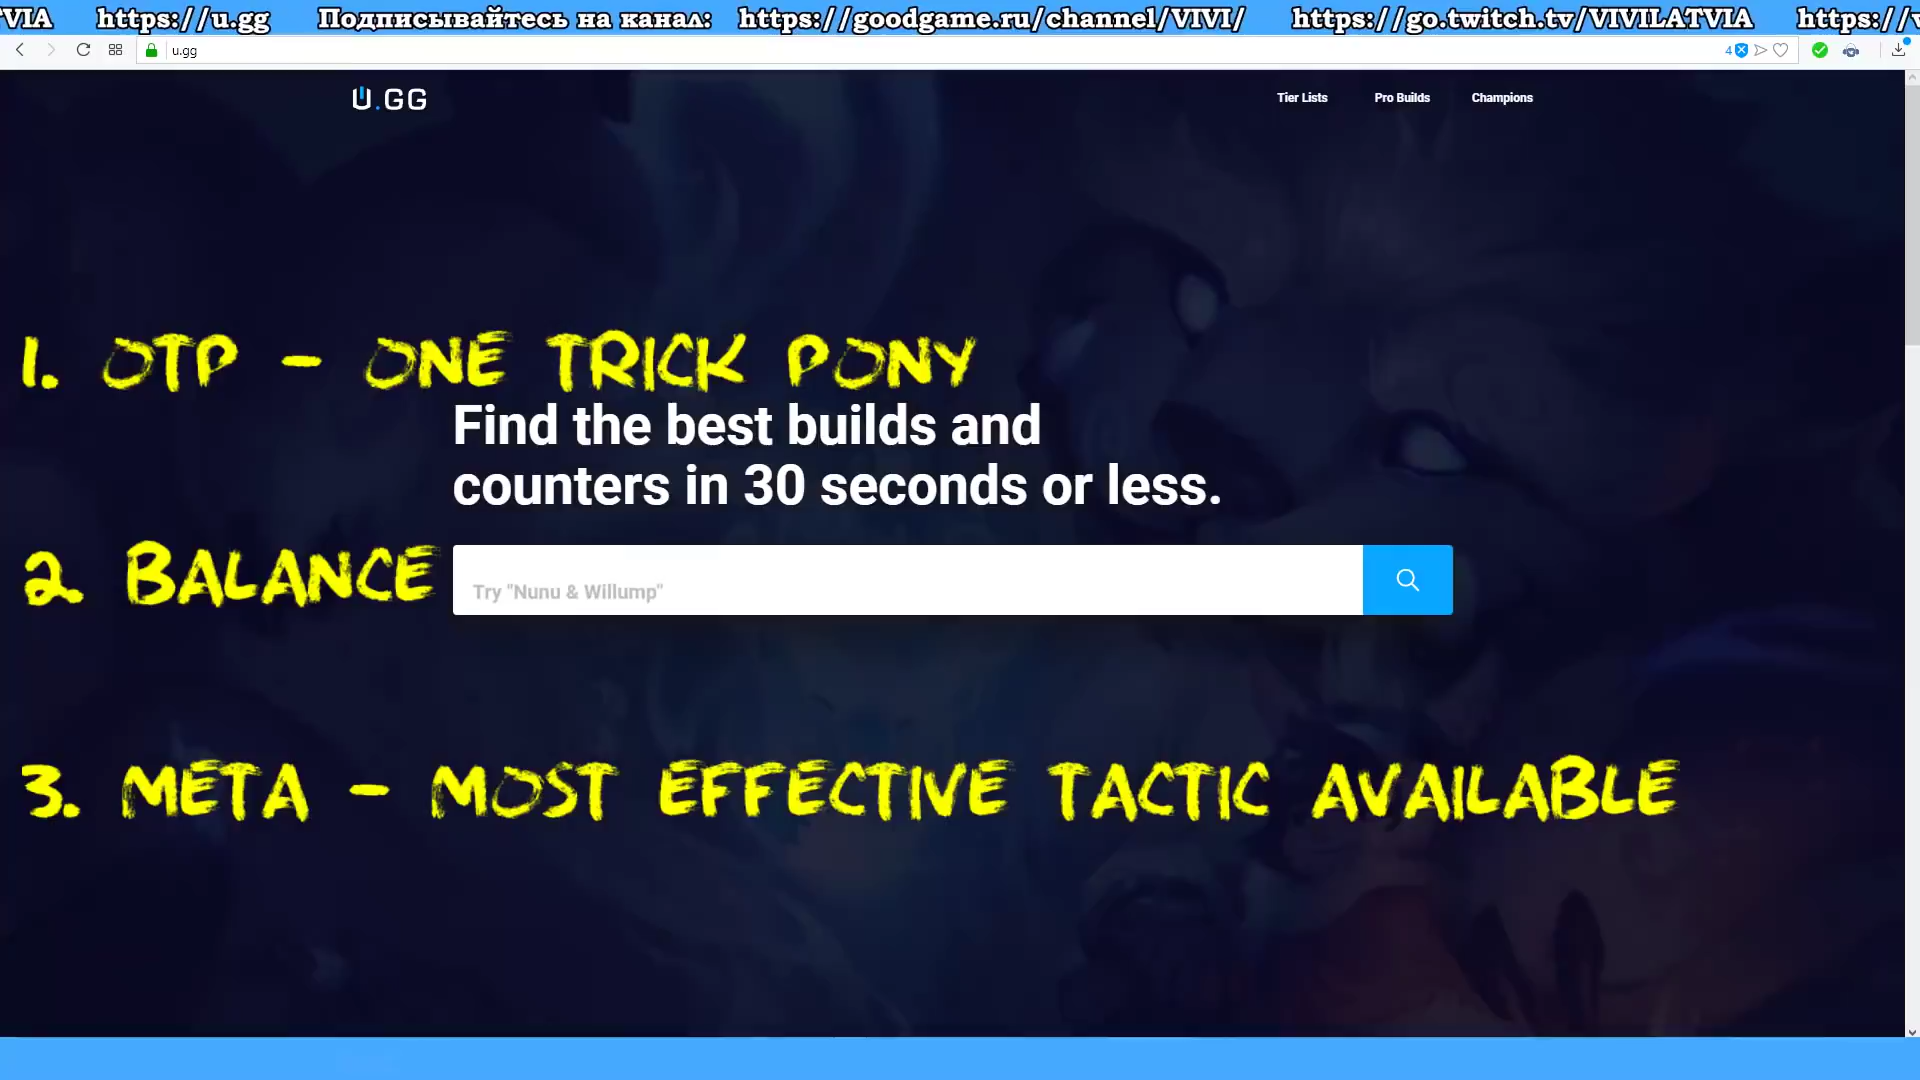 VIA https://u.gg Подписывайтесь на канал: https://goodgame.ru/channel/VIVI/ https://go.twitch.tv/VIVILATVIA https://
u.gg 4
U.GG Tier Lists Pro Builds Champions
1. OTP - ONE TRICK PONY
Find the best builds and
counters in 30 seconds or less.
2. BALANCE
Try "Nunu & Willump"
3. META - MOST EFFECTIVE TACTIC AVAILABLE